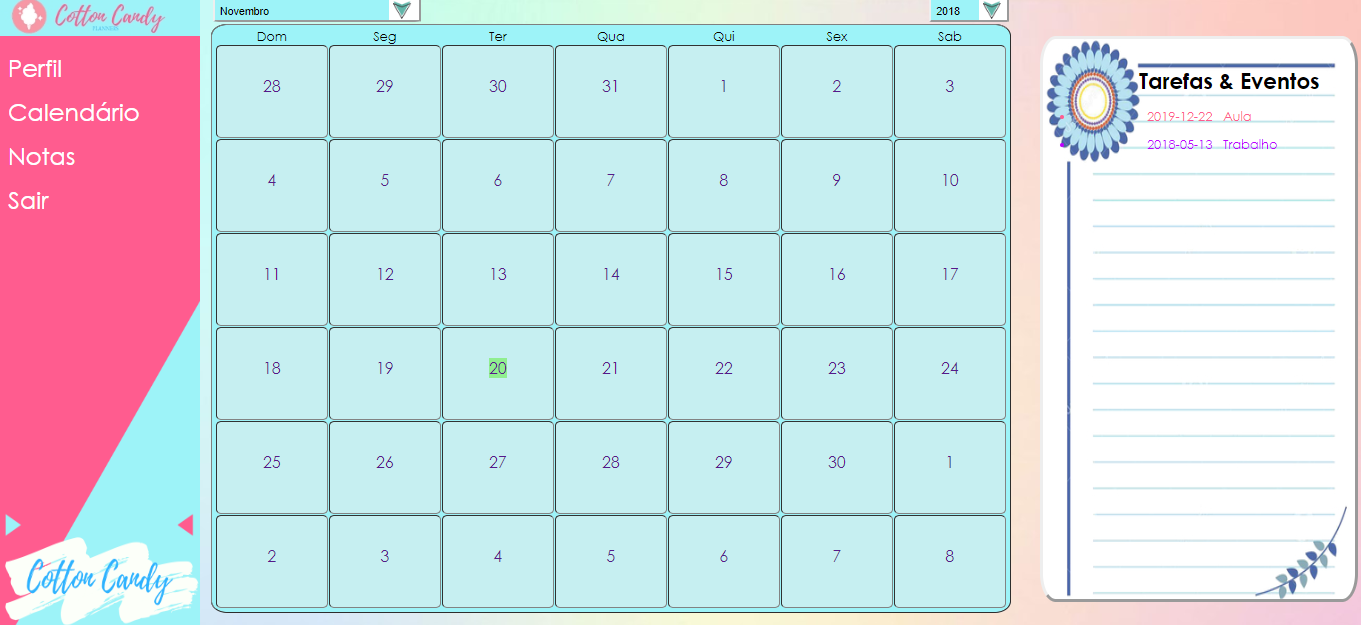 Cotton Candy
PLANNER
Perfil
Calendário
Notas
Sair
Cotton Candy
Novembro
2018
Dom Seg Ter Qua Qui Sex Sab
28 29 30 31 1 2 3
4 5 6 7 8 9 10
11 12 13 14 15 16 17
18 19 20 21 22 23 24
25 26 27 28 29 30 1
2 3 4 5 6 7 8
Tarefas & Eventos
2019-12-22 Aula
2018-05-13 Trabalho